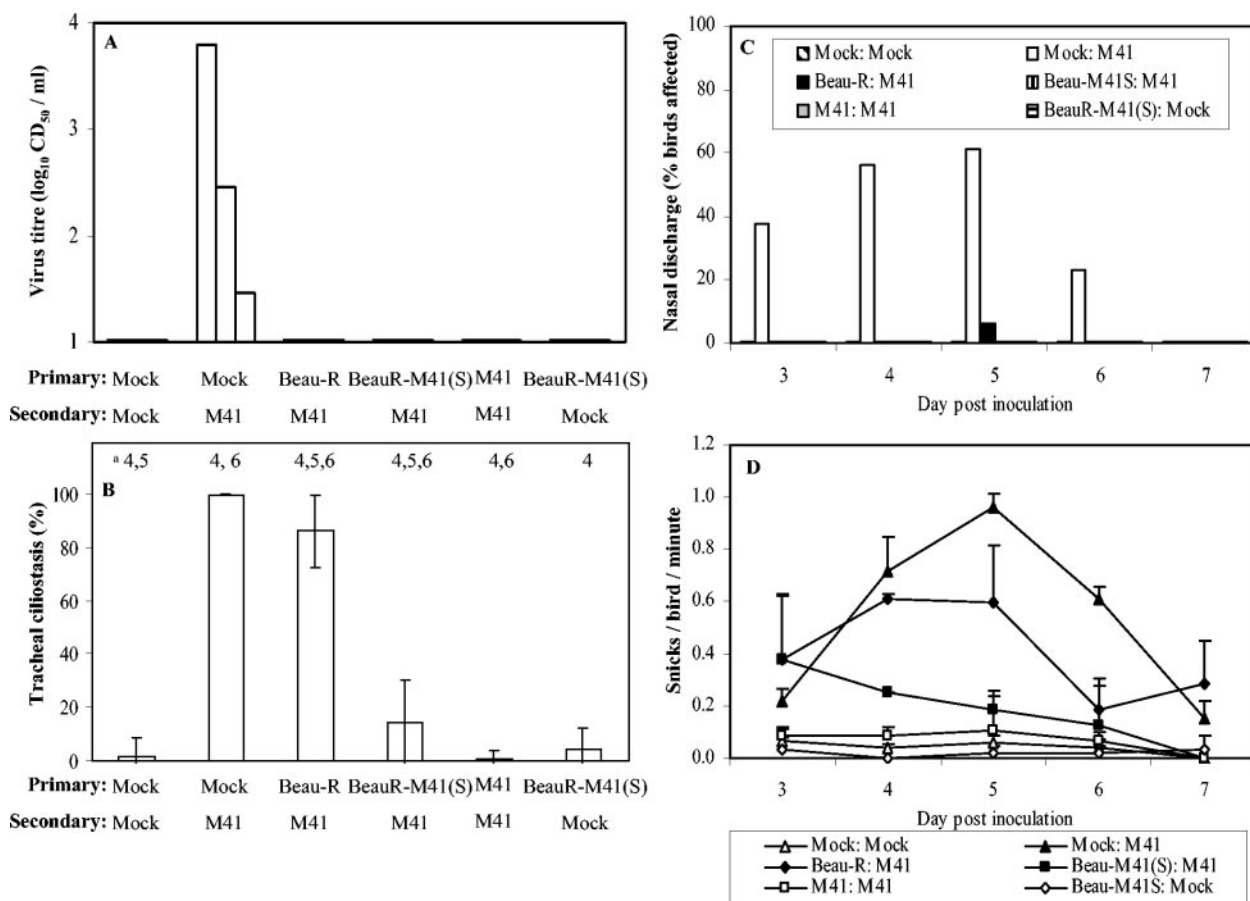 A
Virus titre (log10 CD50 / ml)
4
3
2
1
Primary: Mock Mock Beau-R BeauR-M41(S) M41 BeauR-M41(S)
Secondary: Mock M41 M41 M41 M41 Mock
B
a 4,5 4, 6 4,5,6 4,5,6 4,6 4
Tracheal ciliostasis (%)
100
80
60
40
20
0
Primary: Mock Mock Beau-R BeauR-M41(S) M41 BeauR-M41(S)
Secondary: Mock M41 M41 M41 M41 Mock
C
Nasal discharge (% birds affected)
100
80
60
40
20
0
Mock: Mock Mock: M41
Beau-R: M41 Beau-M41S: M41
M41: M41 BeauR-M41(S): Mock
3 4 5 6 7
Day post inoculation
D
Snicks / bird / minute
1.2
1.0
0.8
0.6
0.4
0.2
0.0
3 4 5 6 7
Day post inoculation
Mock: Mock Mock: M41
Beau-R: M41 Beau-M41(S): M41
M41: M41 Beau-M41S: Mock